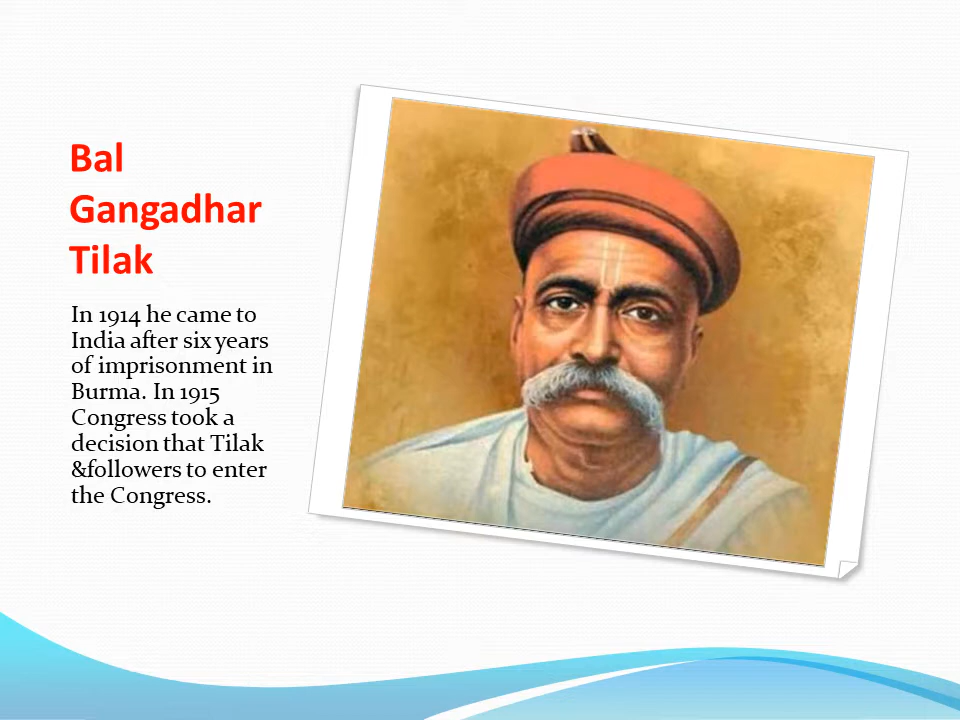 Bal
Gangadhar
Tilak
In 1914 he came to
India after six years
of imprisonment in
Burma. In 1915
Congress took a
decision that Tilak
&followers to enter
the Congress.